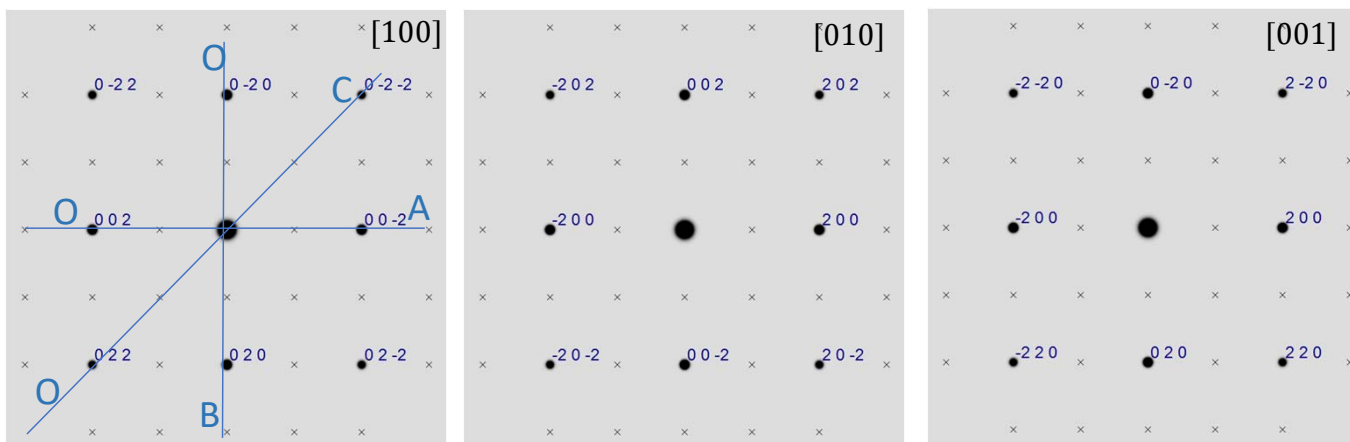 [100]
O
0 -2 2
0 -2 0
C
0 -2 -2
O
0 0 2
0 0 -2
A
0 2 2
0 2 0
0 2 -2
O
B
[010]
-2 0 2
0 0 2
2 0 2
-2 0 0
2 0 0
-2 0 -2
0 0 -2
2 0 -2
[001]
-2 -2 0
0 -2 0
2 -2 0
-2 0 0
2 0 0
-2 2 0
0 2 0
2 2 0